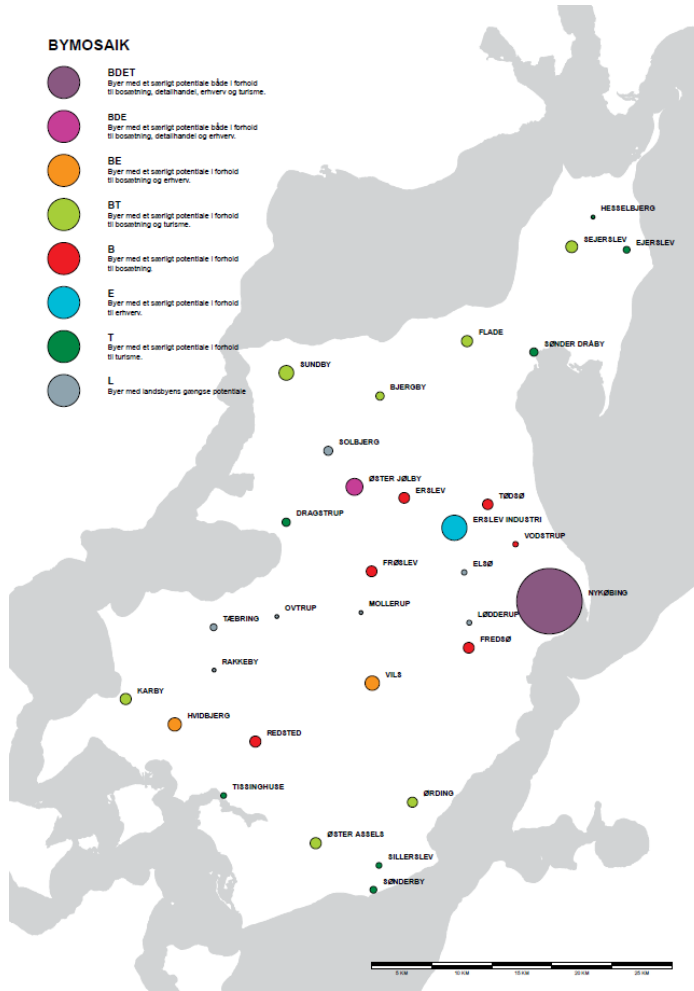 BYMOSAIK
BDET
Byer med et særligt potentiale både i forhold
til bosætning, detailhandel, erhverv og turisme.
BDE
Byer med et særligt potentiale både i forhold
til bosætning, detailhandel og erhverv.
BE
Byer med et særligt potentiale i forhold
til bosætning og erhverv.
BT
Byer med et særligt potentiale i forhold
til bosætning og turisme.
B
Byer med et særligt potentiale i forhold
til bosætning.
E
Byer med et særligt potentiale i forhold
til erhverv.
T
Byer med et særligt potentiale i forhold
til turisme.
L
Byer med landsbyens gængse potentiale
HESSELBJERG
SEJERSLEV
EJERSLEV
FLADE
SØNDER DRÅBY
SUNDBY
BJERGBY
SOLBJERG
ØSTER JØLBY
ERSLEV
TØDSØ
DRAGSTRUP
ERSLEV INDUSTRI
VODSTRUP
FRØSLEV
ELSØ
NYKØBING
OVTRUP
MOLLERUP
TÆBRING
LØDDERUP
FREDSØ
RAKKEBY
VILS
KARBY
HVIDBJERG
REDSTED
TISSINGHUSE
ØRDING
ØSTER ASSELS
SILLERSLEV
SØNDERBY
5 KM
10 KM
15 KM
20 KM
25 KM